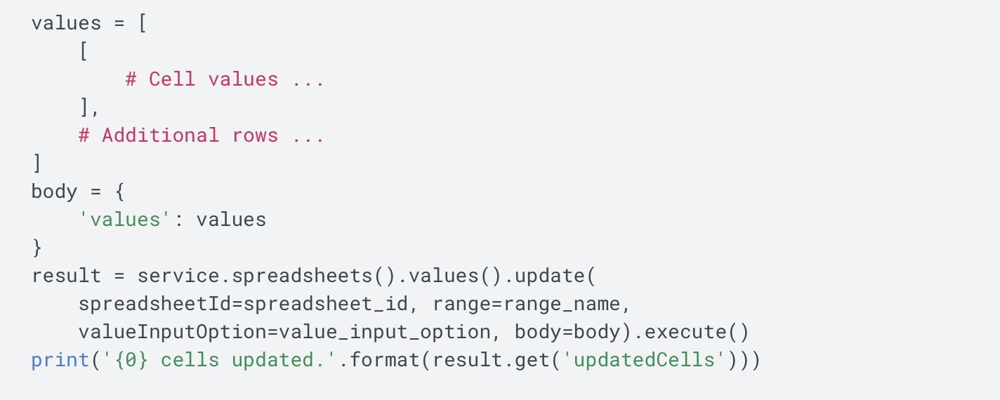 values = [
    [
        # Cell values ...
    ],
    # Additional rows ...
]
body = {
    'values': values
}
result = service.spreadsheets().values().update(
    spreadsheetId=spreadsheet_id, range=range_name,
    valueInputOption=value_input_option, body=body).execute()
print('{0} cells updated.'.format(result.get('updatedCells')))